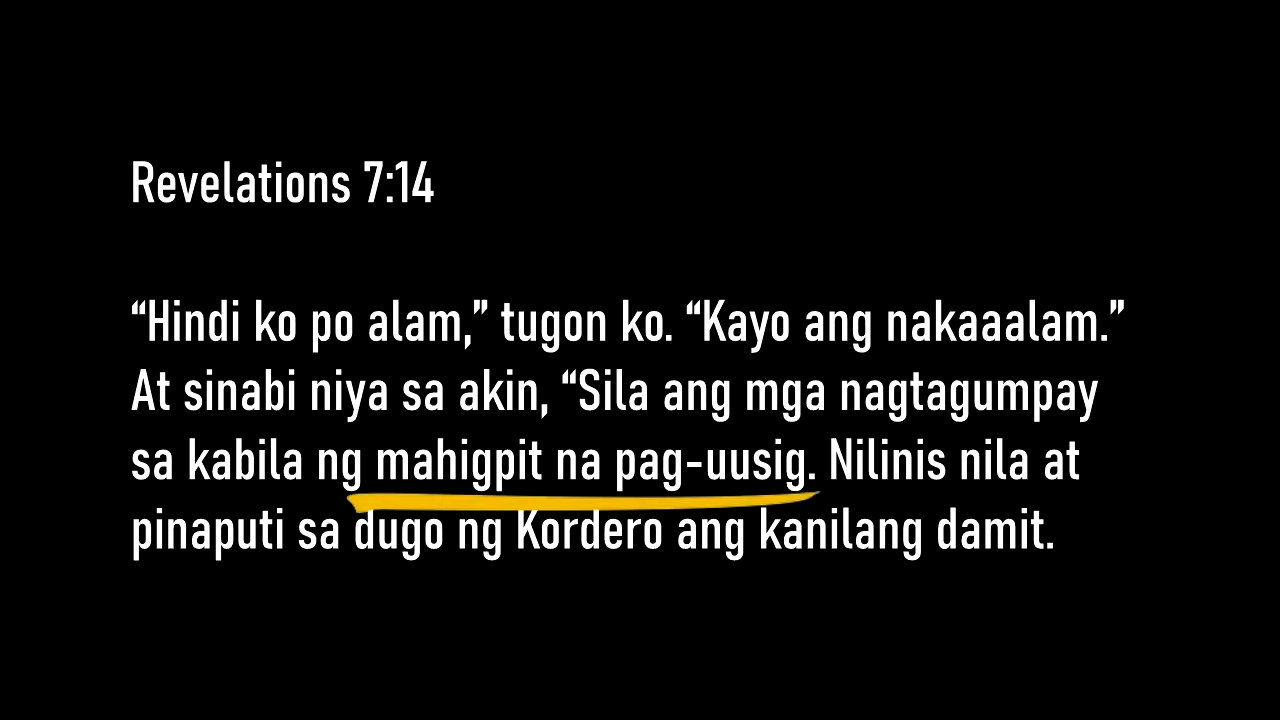 Revelations 7:14
“Hindi ko po alam,” tugon ko. “Kayo ang nakaaalam.”
At sinabi niya sa akin, “Sila ang mga nagtagumpay
sa kabila ng mahigpit na pag-uusig. Nilinis nila at
pinaputi sa dugo ng Kordero ang kanilang damit.